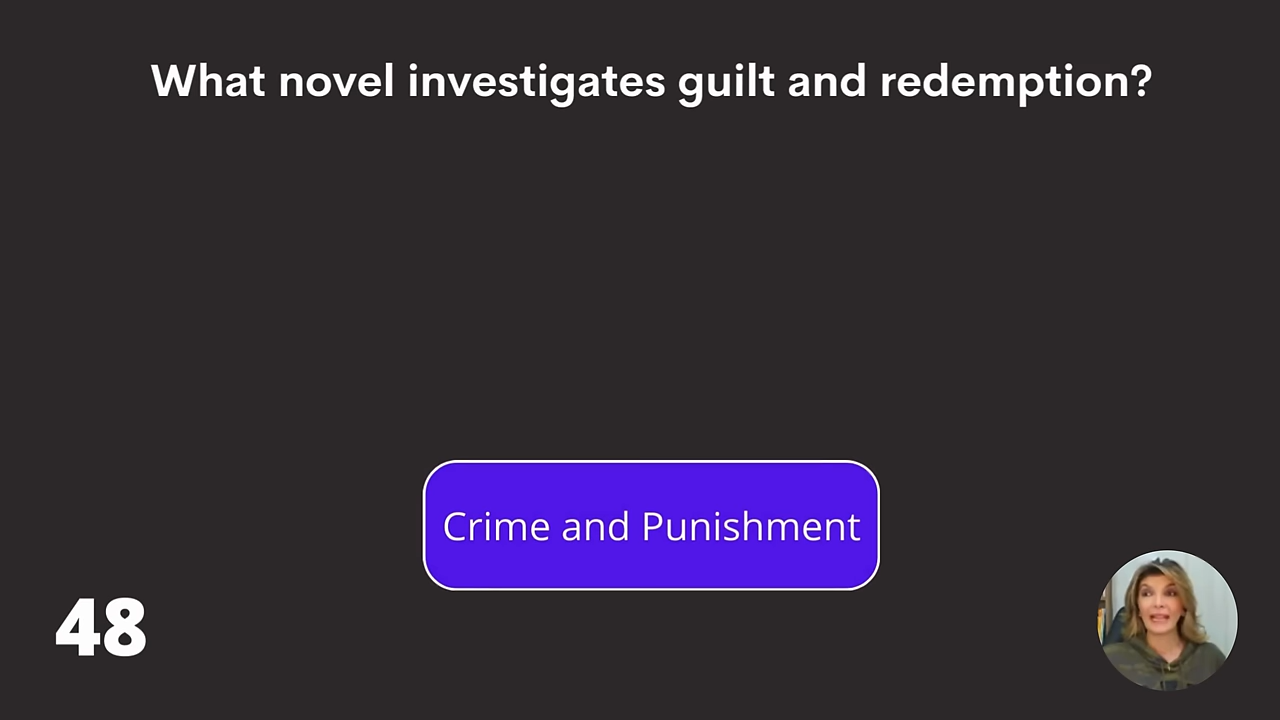 What novel investigates guilt and redemption?
Crime and Punishment
48